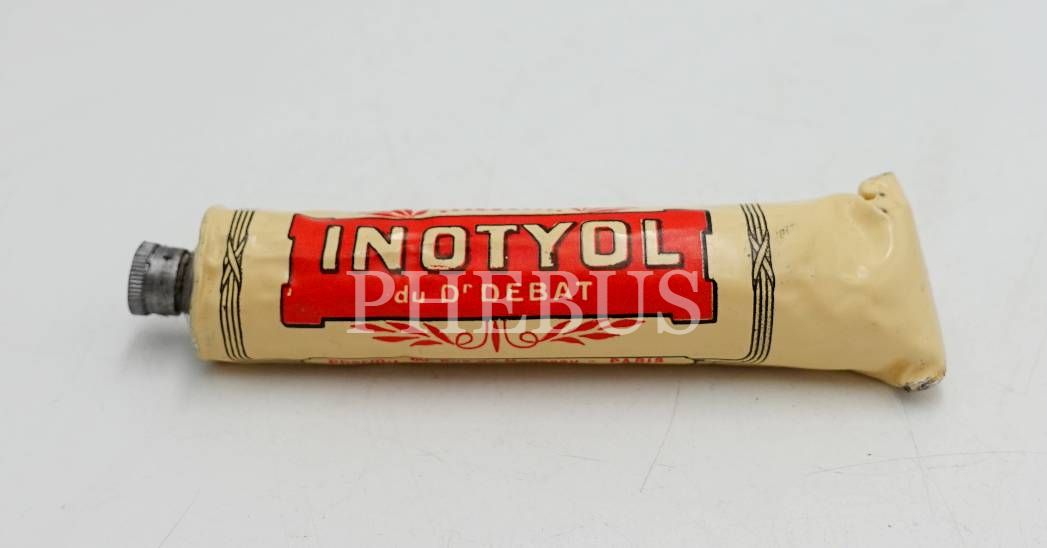 INOTYOL
du Dr DEBAT
PHEBUS
PARIS